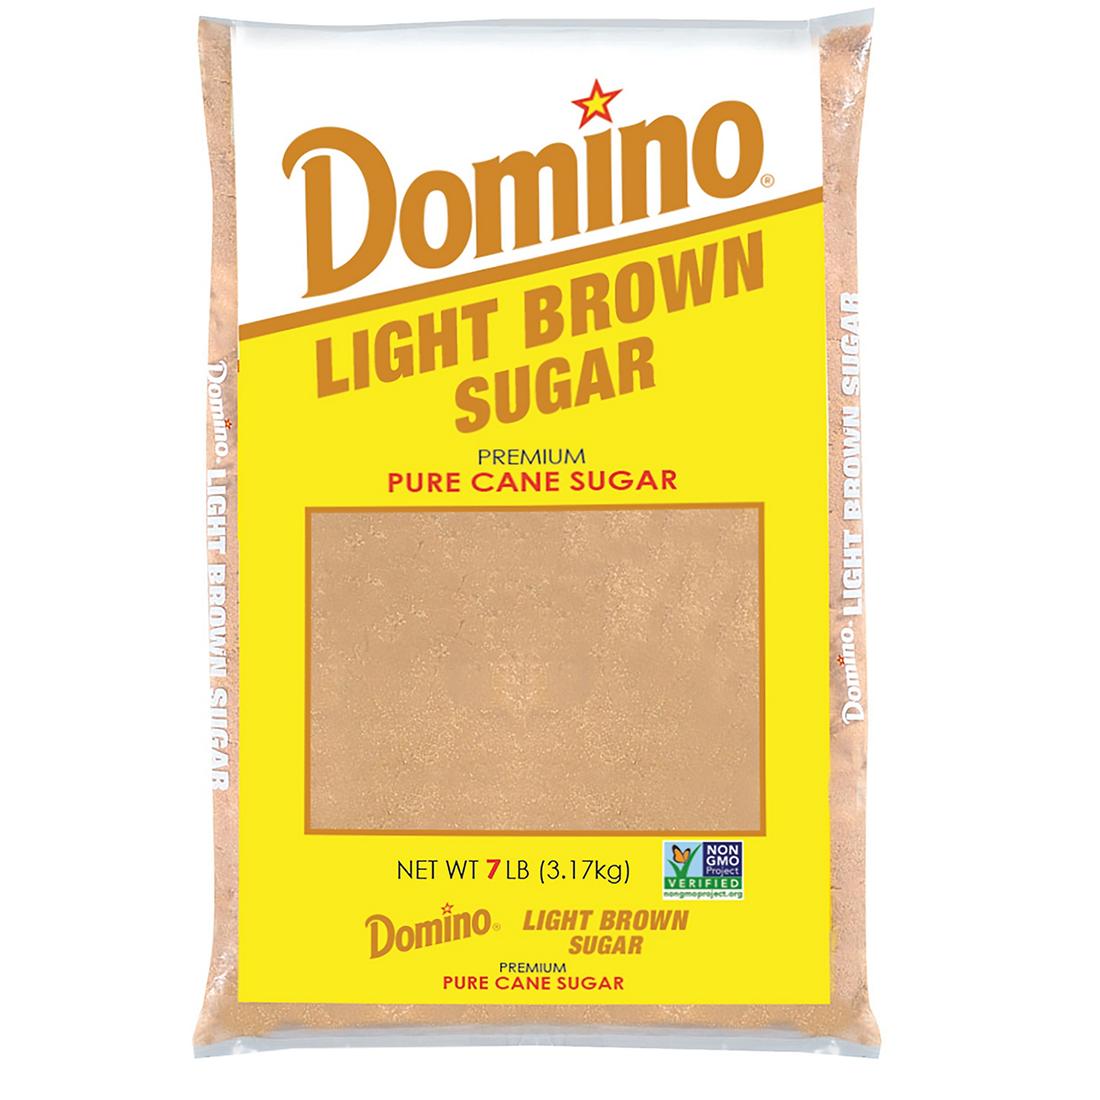 Domino®
LIGHT BROWN
SUGAR
PREMIUM
PURE CANE SUGAR
NET WT 7 LB (3.17kg)
NON
GMO
Project
VERIFIED
nongmoproject.org
Domino®
LIGHT BROWN
SUGAR
PREMIUM
PURE CANE SUGAR
Domino® LIGHT BROWN SUGAR
Domino® LIGHT BROWN SUGAR